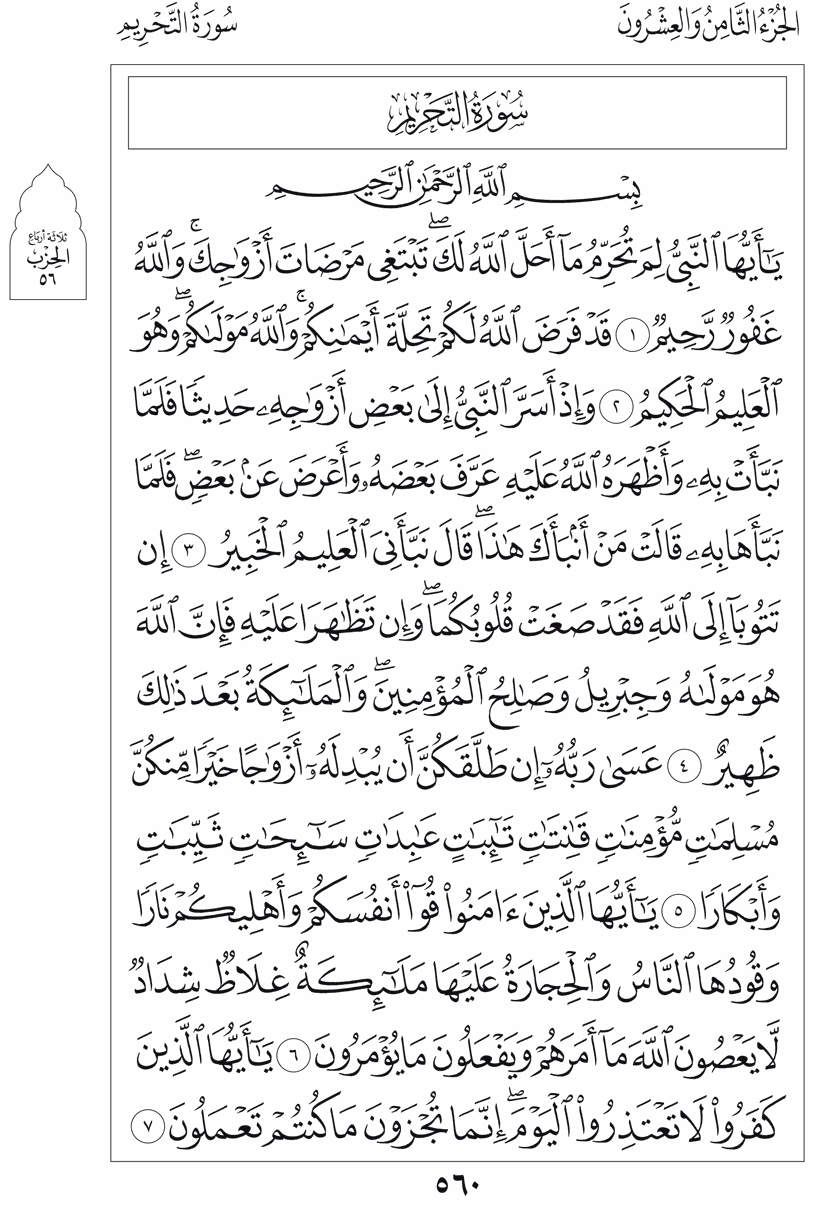 الجُزْءُ الثَّامِنُ وَالعِشْرُونَ
سُورَةُ التَّحْرِيمِ
سُورَةُ التَّحْرِيمِ
بِسْمِ ٱللَّهِ ٱلرَّحْمَٰنِ ٱلرَّحِيمِ
ثلاثة أرباع
الحِزْب
٥٦
يَٰٓأَيُّهَا ٱلنَّبِىُّ لِمَ تُحَرِّمُ مَآ أَحَلَّ ٱللَّهُ لَكَۖ تَبْتَغِى مَرْضَاتَ أَزْوَٰجِكَۚ وَٱللَّهُ
غَفُورٌ رَّحِيمٌ ١ قَدْ فَرَضَ ٱللَّهُ لَكُمْ تَحِلَّةَ أَيْمَٰنِكُمْۚ وَٱللَّهُ مَوْلَىٰكُمْۖ وَهُوَ
ٱلْعَلِيمُ ٱلْحَكِيمُ ٢ وَإِذْ أَسَرَّ ٱلنَّبِىُّ إِلَىٰ بَعْضِ أَزْوَٰجِهِۦ حَدِيثًا فَلَمَّا
نَبَّأَتْ بِهِۦ وَأَظْهَرَهُ ٱللَّهُ عَلَيْهِ عَرَّفَ بَعْضَهُۥ وَأَعْرَضَ عَنۢ بَعْضٍۖ فَلَمَّا
نَبَّأَهَا بِهِۦ قَالَتْ مَنْ أَنۢبَأَكَ هَٰذَاۖ قَالَ نَبَّأَنِىَ ٱلْعَلِيمُ ٱلْخَبِيرُ ٣ إِن
تَتُوبَآ إِلَى ٱللَّهِ فَقَدْ صَغَتْ قُلُوبُكُمَاۖ وَإِن تَظَٰهَرَا عَلَيْهِ فَإِنَّ ٱللَّهَ
هُوَ مَوْلَىٰهُ وَجِبْرِيلُ وَصَٰلِحُ ٱلْمُؤْمِنِينَۖ وَٱلْمَلَٰٓئِكَةُ بَعْدَ ذَٰلِكَ
ظَهِيرٌ ٤ عَسَىٰ رَبُّهُۥٓ إِن طَلَّقَكُنَّ أَن يُبْدِلَهُۥٓ أَزْوَٰجًا خَيْرًا مِّنكُنَّ
مُسْلِمَٰتٍ مُّؤْمِنَٰتٍ قَٰنِتَٰتٍ تَٰٓئِبَٰتٍ عَٰبِدَٰتٍ سَٰٓئِحَٰتٍ ثَيِّبَٰتٍ
وَأَبْكَارًا ٥ يَٰٓأَيُّهَا ٱلَّذِينَ ءَامَنُوا۟ قُوٓا۟ أَنفُسَكُمْ وَأَهْلِيكُمْ نَارًا
وَقُودُهَا ٱلنَّاسُ وَٱلْحِجَارَةُ عَلَيْهَا مَلَٰٓئِكَةٌ غِلَاظٌ شِدَادٌ
لَّا يَعْصُونَ ٱللَّهَ مَآ أَمَرَهُمْ وَيَفْعَلُونَ مَا يُؤْمَرُونَ ٦ يَٰٓأَيُّهَا ٱلَّذِينَ
كَفَرُوا۟ لَا تَعْتَذِرُوا۟ ٱلْيَوْمَۖ إِنَّمَا تُجْزَوْنَ مَا كُنتُمْ تَعْمَلُونَ ٧
٥٦٠